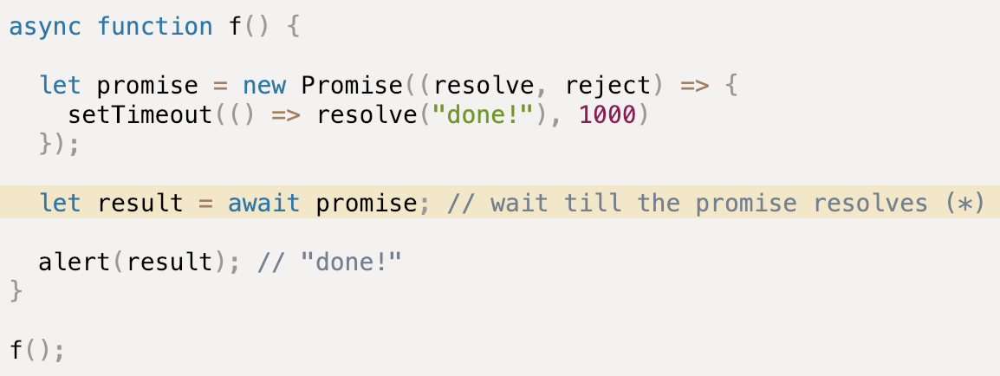 async function f() {
let promise = new Promise((resolve, reject) => {
setTimeout(() => resolve("done!"), 1000)
});
let result = await promise; // wait till the promise resolves (*)
alert(result); // "done!"
}
f();